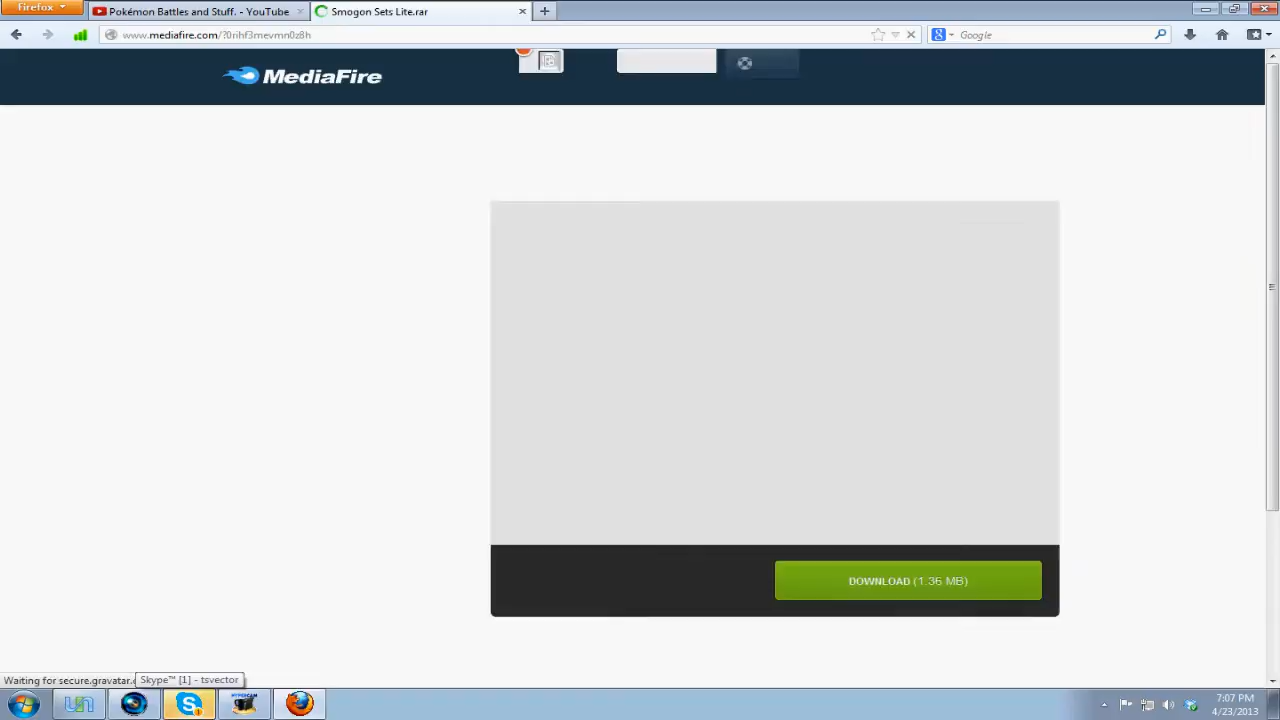 Firefox
Pokémon Battles and Stuff. - YouTube
Smogon Sets Lite.rar
www.mediafire.com/?0rihf3mevmn0z8h
Google
MediaFire
DOWNLOAD (1.36 MB)
Waiting for secure.gravatar.
Skype™ [1] - tsvector
7:07 PM
4/23/2013